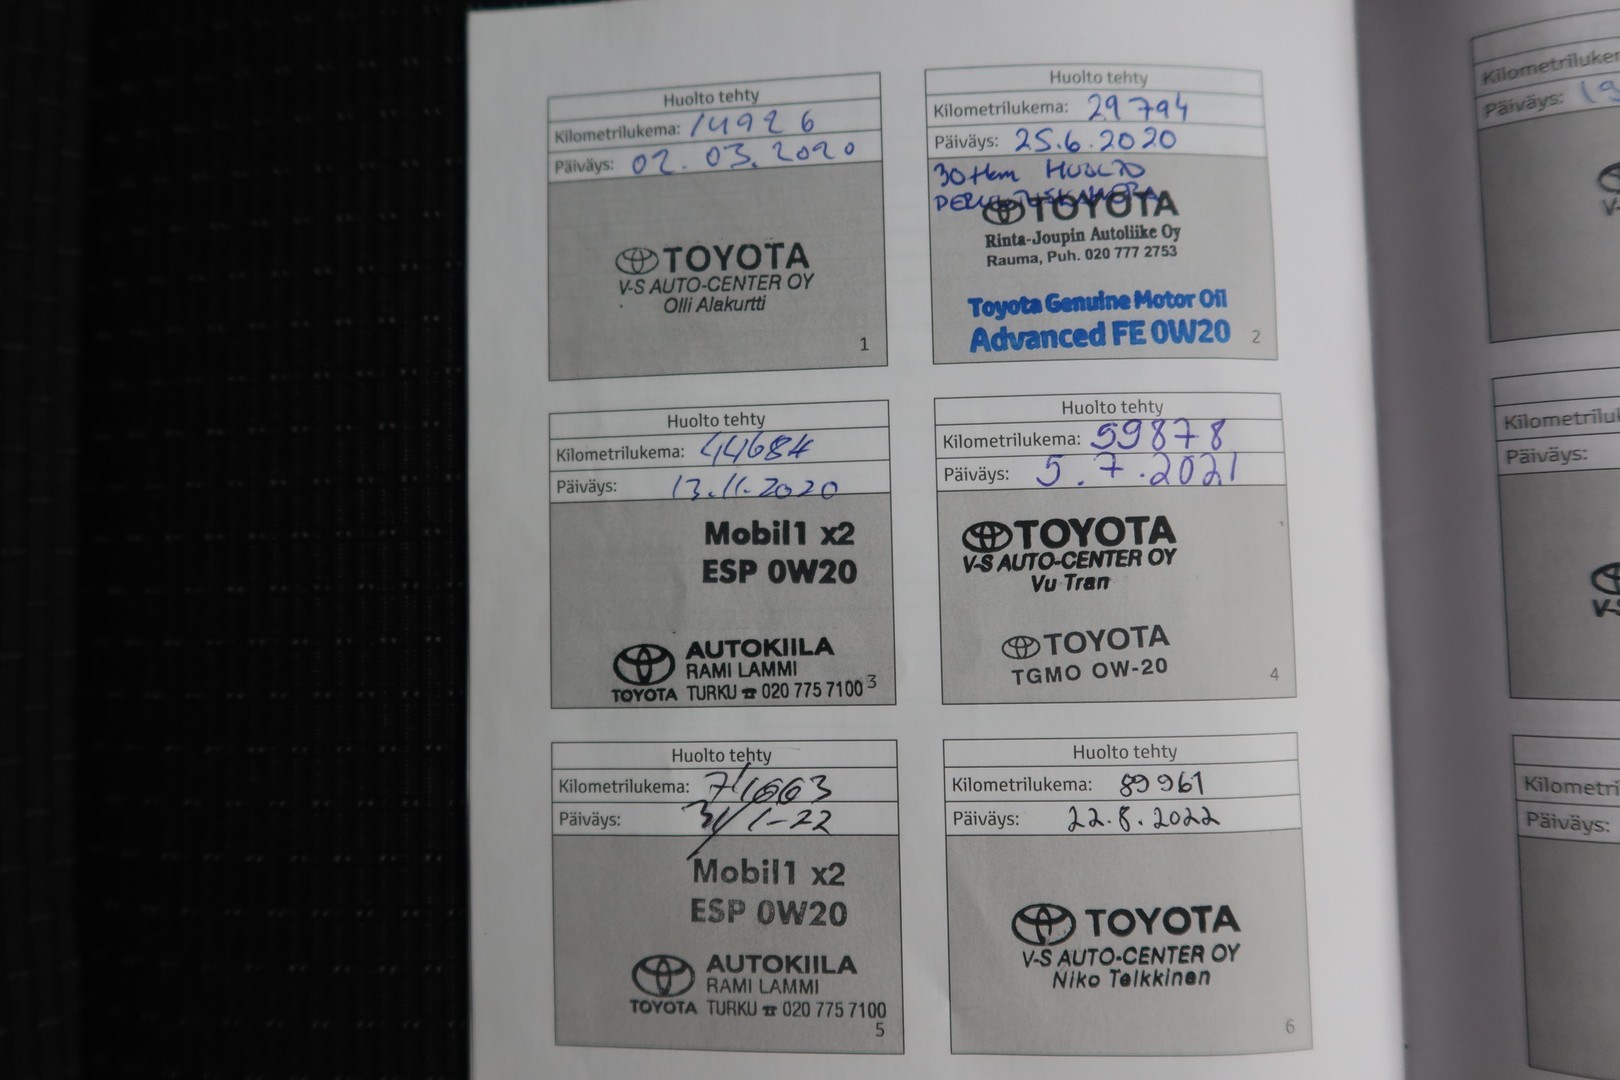 Huolto tehty
Kilometrilukema: 14926
Päiväys: 02.03.2020
TOYOTA
V-S AUTO-CENTER OY
Olli Alakurtti
1
Huolto tehty
Kilometrilukema: 29794
Päiväys: 25.6.2020
30tkm HUOLTO
TOYOTA
Rinta-Joupin Autoliike Oy
Rauma, Puh. 020 777 2753
Toyota Genuine Motor Oil
Advanced FE 0W20
2
Huolto tehty
Kilometrilukema: 44684
Päiväys: 13.11.2020
Mobil1 x2
ESP 0W20
AUTOKIILA
RAMI LAMMI
TOYOTA TURKU ☎ 020 775 7100
3
Huolto tehty
Kilometrilukema: 59878
Päiväys: 5.7.2021
TOYOTA
V-S AUTO-CENTER OY
Vu Tran
TOYOTA
TGMO 0W-20
4
Huolto tehty
Kilometrilukema: 71663
Päiväys: 31/1-22
Mobil1 x2
ESP 0W20
AUTOKIILA
RAMI LAMMI
TOYOTA TURKU ☎ 020 775 7100
5
Huolto tehty
Kilometrilukema: 89961
Päiväys: 22.8.2022
TOYOTA
V-S AUTO-CENTER OY
Niko Teikkinen
6
Päiväys:
Päiväys:
Päiväys: